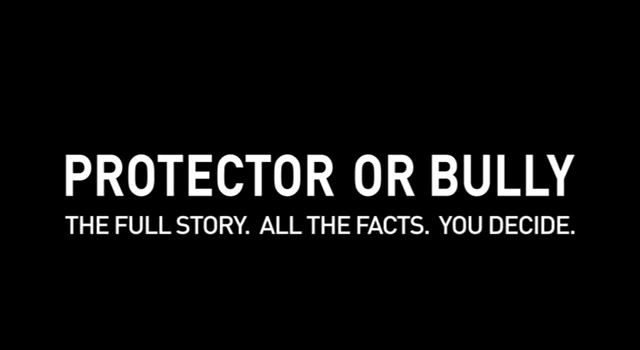 PROTECTOR OR BULLY
THE FULL STORY. ALL THE FACTS. YOU DECIDE.